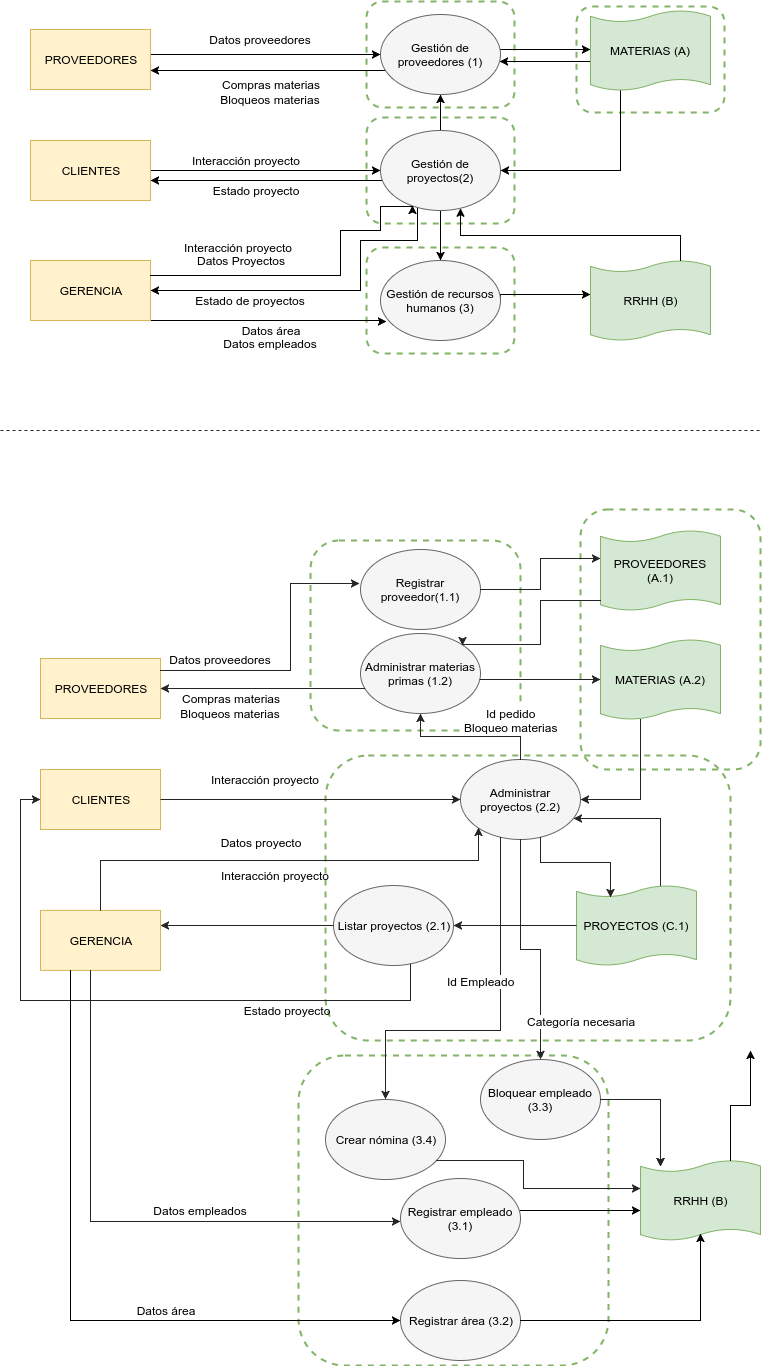 Datos proveedores
PROVEEDORES
Gestión de
proveedores (1)
MATERIAS (A)
Compras materias
Bloqueos materias
Interacción proyecto
CLIENTES
Gestión de
proyectos(2)
Estado proyecto
Interacción proyecto
Datos Proyectos
GERENCIA
Gestión de recursos
humanos (3)
RRHH (B)
Estado de proyectos
Datos área
Datos empleados
PROVEEDORES
(A.1)
Registrar
proveedor(1.1)
Datos proveedores
Administrar materias
primas (1.2)
MATERIAS (A.2)
PROVEEDORES
Compras materias
Bloqueos materias
Id pedido
Bloqueo materias
Interacción proyecto
CLIENTES
Administrar
proyectos (2.2)
Datos proyecto
Interacción proyecto
GERENCIA
Listar proyectos (2.1)
PROYECTOS (C.1)
Id Empleado
Estado proyecto
Categoría necesaria
Bloquear empleado
(3.3)
Crear nómina (3.4)
RRHH (B)
Datos empleados
Registrar empleado
(3.1)
Datos área
Registrar área (3.2)